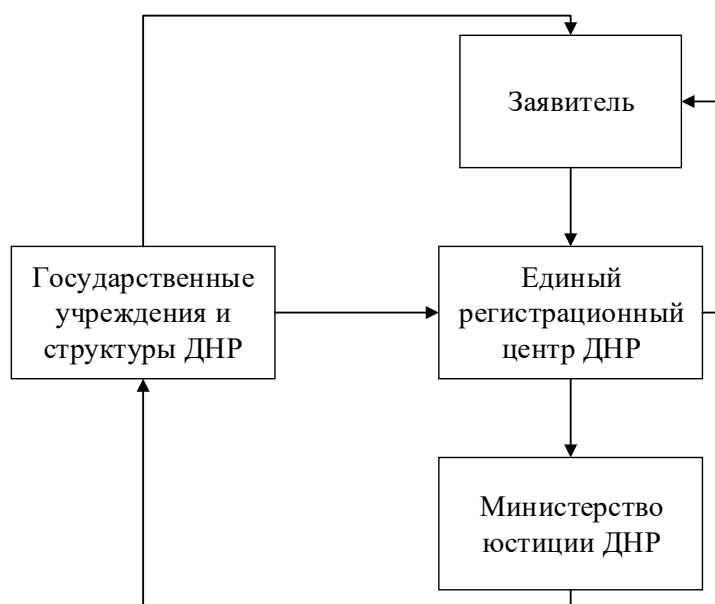 Заявитель
Государственные
учреждения и
структуры ДНР
Единый
регистрационный
центр ДНР
Министерство
юстиции ДНР